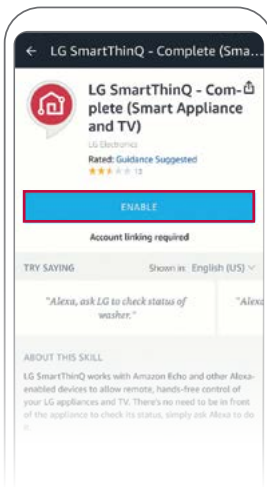 ← LG SmartThinQ - Complete (Sma...
LG SmartThinQ - Com-
plete (Smart Appliance
and TV)
LG Electronics
Rated: Guidance Suggested
13
ENABLE
Account linking required
TRY SAYING Shown in: English (US)
"Alexa, ask LG to check status of "Alexa
washer."
ABOUT THIS SKILL
LG SmartThinQ works with Amazon Echo and other Alexa-
enabled devices to allow remote, hands-free control of
your LG appliances and TV. There's no need to be in front
of the appliance to check its status, simply ask Alexa to do